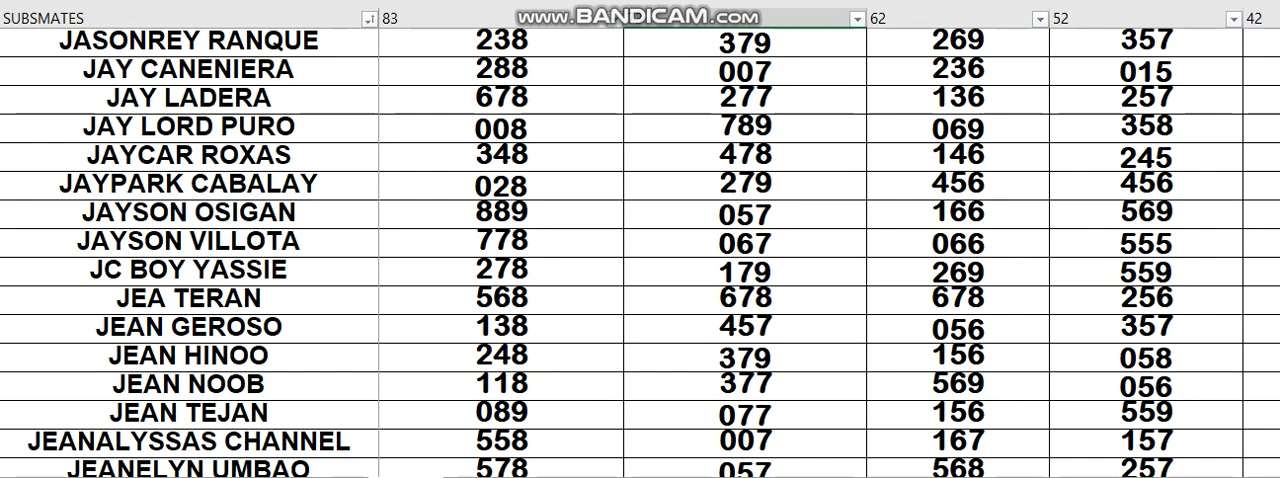 SUBSMATES 83 www.BANDICAM.com 62 52 42
JASONREY RANQUE 238 379 269 357
JAY CANENIERA 288 007 236 015
JAY LADERA 678 277 136 257
JAY LORD PURO 008 789 069 358
JAYCAR ROXAS 348 478 146 245
JAYPARK CABALAY 028 279 456 456
JAYSON OSIGAN 889 057 166 569
JAYSON VILLOTA 778 067 066 555
JC BOY YASSIE 278 179 269 559
JEA TERAN 568 678 678 256
JEAN GEROSO 138 457 056 357
JEAN HINOO 248 379 156 058
JEAN NOOB 118 377 569 056
JEAN TEJAN 089 077 156 559
JEANALYSSAS CHANNEL 558 007 167 157
JEANELYN UMBAO 578 057 568 257